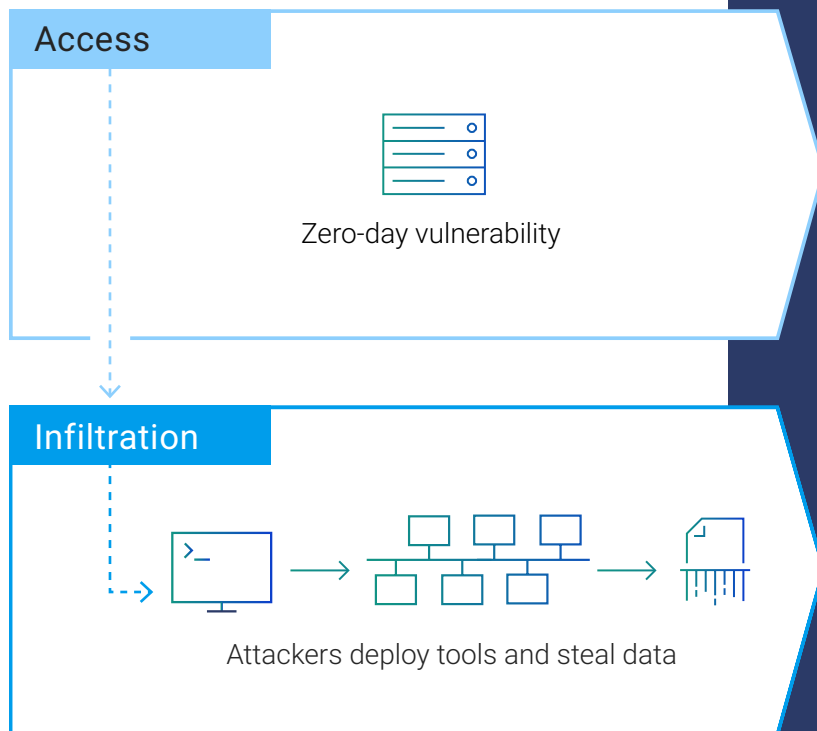 Access
Zero-day vulnerability
Infiltration
>_
Attackers deploy tools and steal data